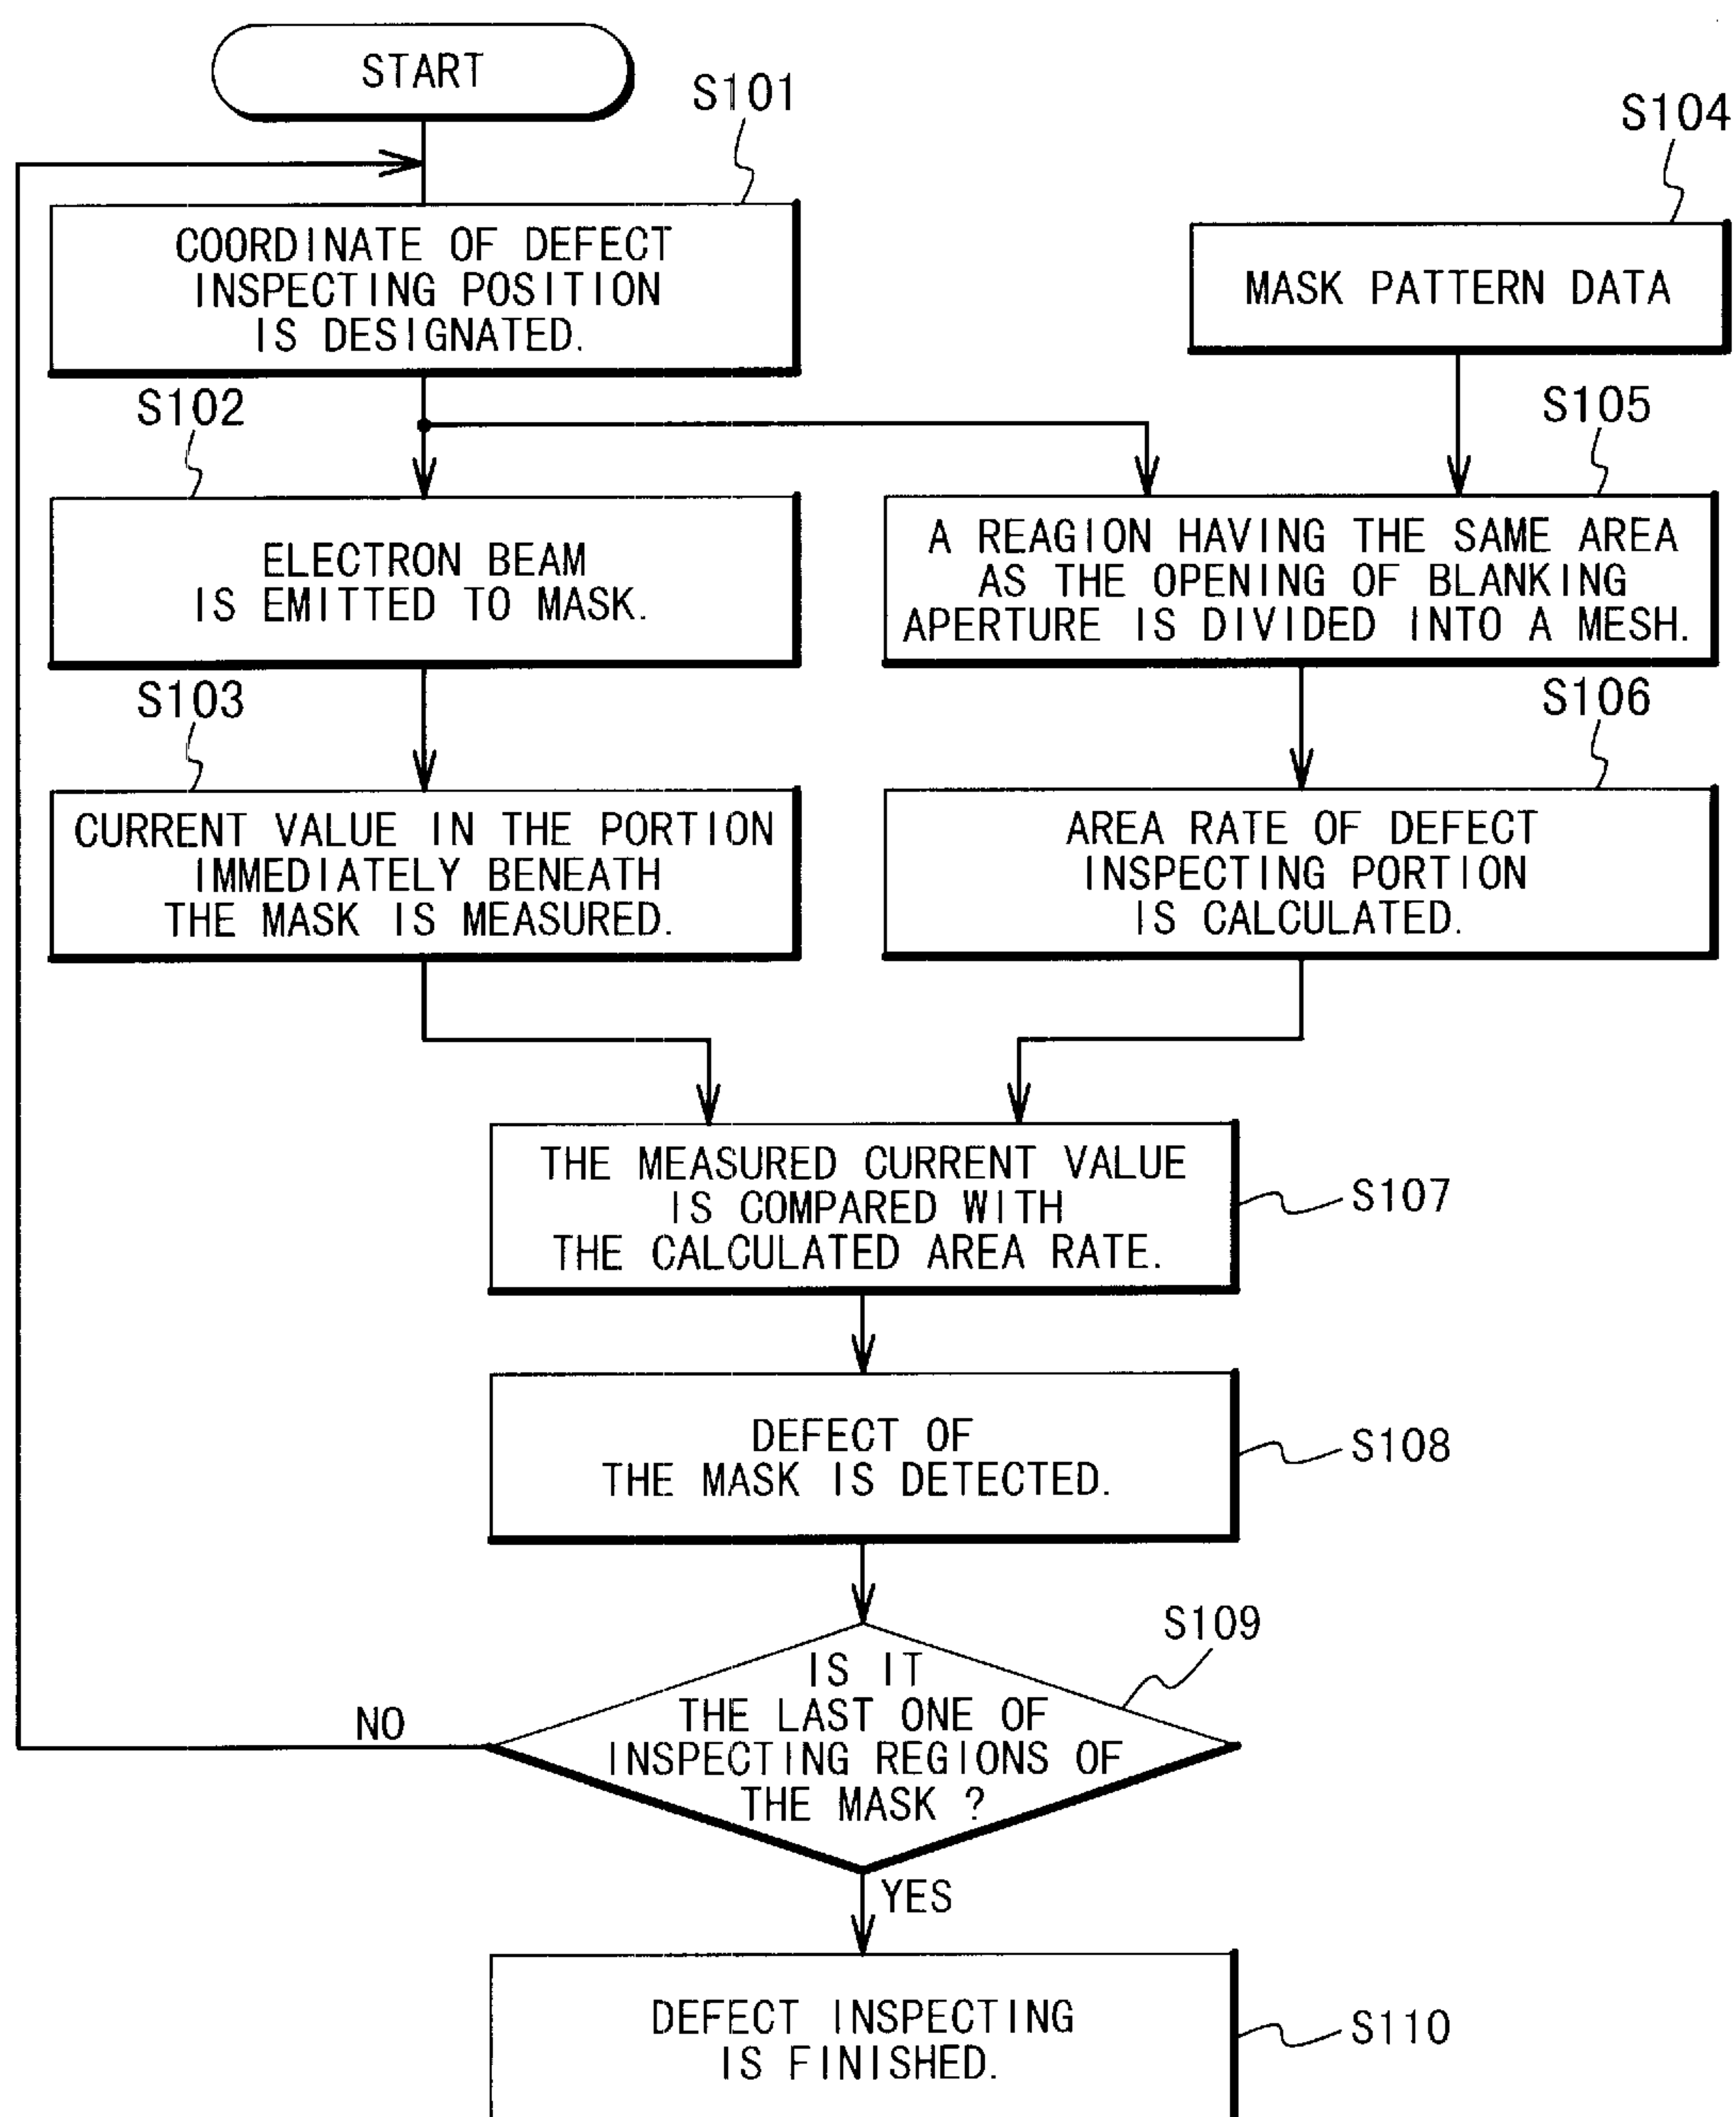 START
S101
S104
COORDINATE OF DEFECT
INSPECTING POSITION
IS DESIGNATED.
MASK PATTERN DATA
S102
S105
ELECTRON BEAM
IS EMITTED TO MASK.
A REAGION HAVING THE SAME AREA
AS THE OPENING OF BLANKING
APERTURE IS DIVIDED INTO A MESH.
S103
S106
CURRENT VALUE IN THE PORTION
IMMEDIATELY BENEATH
THE MASK IS MEASURED.
AREA RATE OF DEFECT
INSPECTING PORTION
IS CALCULATED.
THE MEASURED CURRENT VALUE
IS COMPARED WITH
THE CALCULATED AREA RATE.
S107
DEFECT OF
THE MASK IS DETECTED.
S108
S109
IS IT
THE LAST ONE OF
INSPECTING REGIONS OF
THE MASK ?
NO
YES
DEFECT INSPECTING
IS FINISHED.
S110